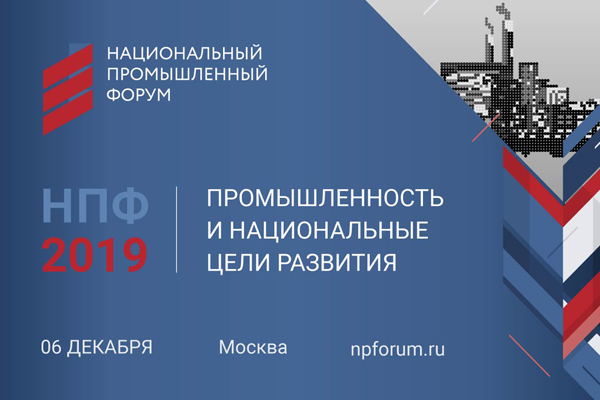 НАЦИОНАЛЬНЫЙ
ПРОМЫШЛЕННЫЙ
ФОРУМ
НПФ
2019
ПРОМЫШЛЕННОСТЬ
И НАЦИОНАЛЬНЫЕ
ЦЕЛИ РАЗВИТИЯ
06 ДЕКАБРЯ
Москва
npforum.ru